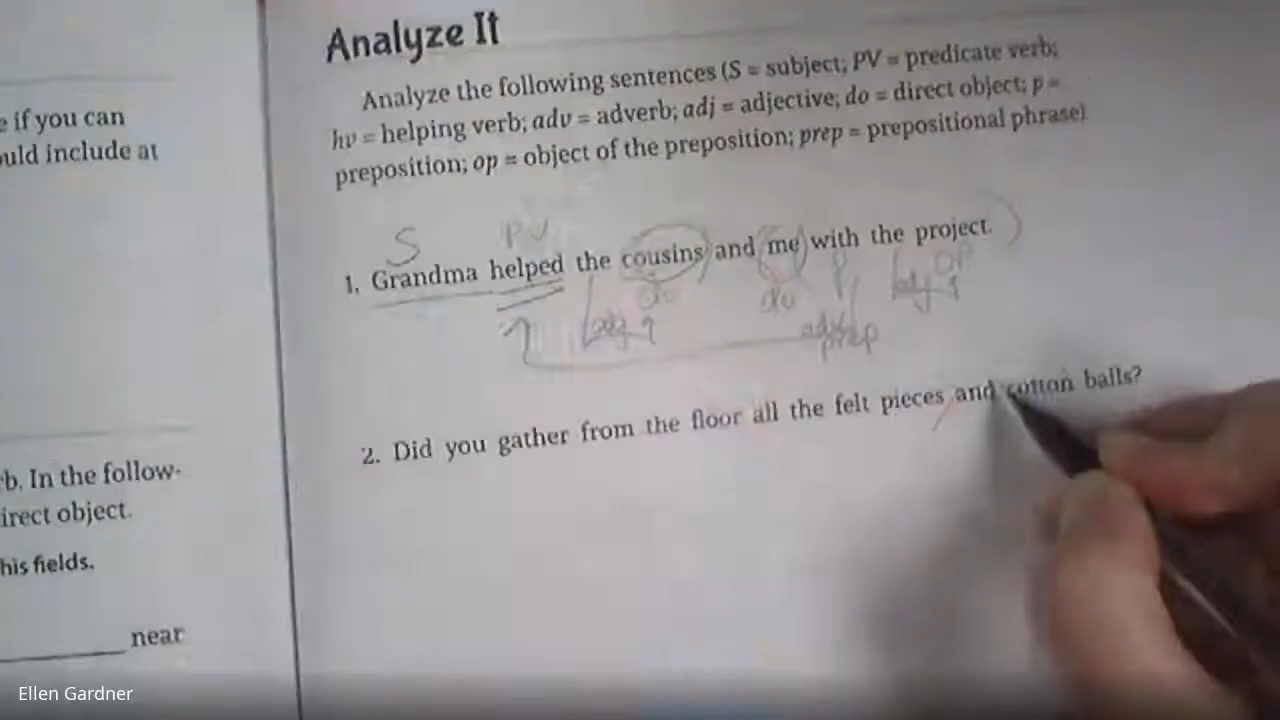 e if you can
ould include at
b. In the follow-
irect object.
his fields.
near
Analyze It
Analyze the following sentences (S = subject; PV = predicate verb;
hv = helping verb; adv = adverb; adj = adjective; do = direct object; p =
preposition; op = object of the preposition; prep = prepositional phrase)
S PV
1. Grandma helped the cousins and me with the project.
adj do do P adj OP
adv prep
2. Did you gather from the floor all the felt pieces and cotton balls?
Ellen Gardner